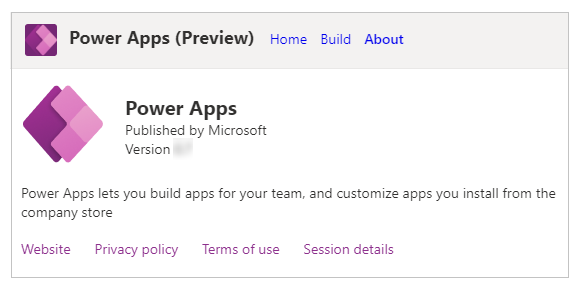 Power Apps (Preview) Home Build About
Power Apps
Published by Microsoft
Version
Power Apps lets you build apps for your team, and customize apps you install from the
company store
Website Privacy policy Terms of use Session details